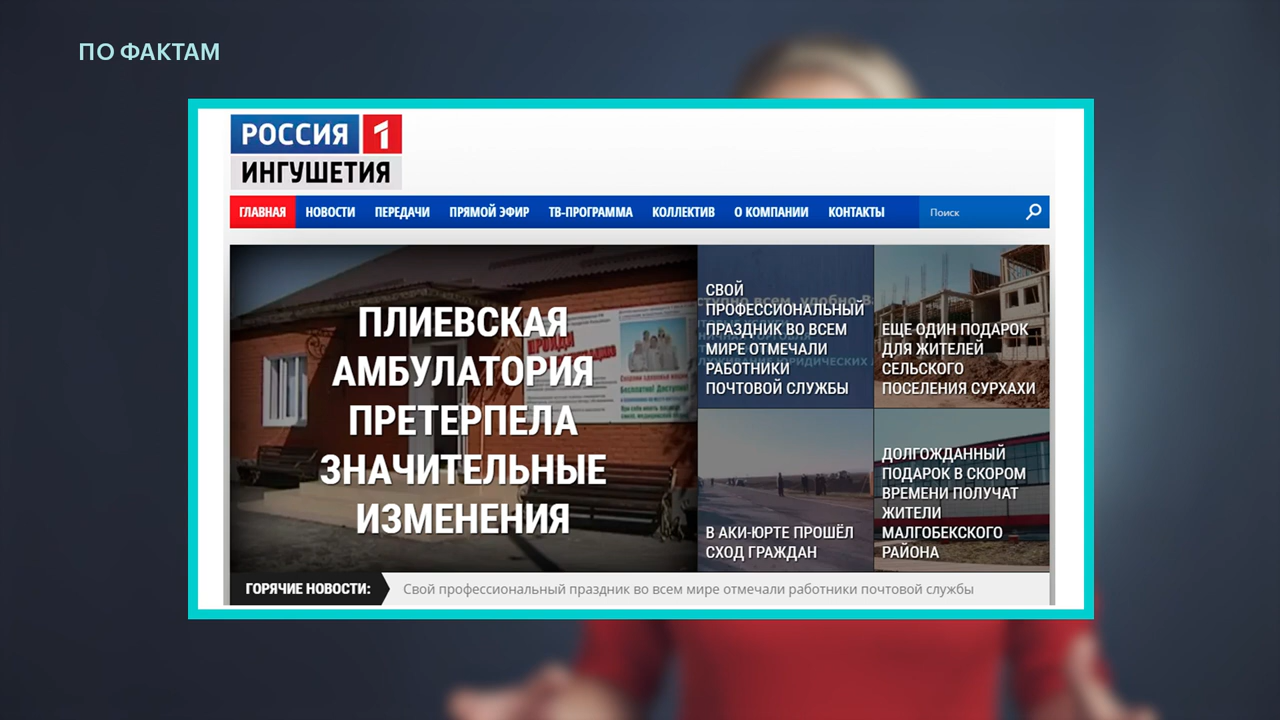 ПО ФАКТАМ
РОССИЯ 1
ИНГУШЕТИЯ
ГЛАВНАЯ НОВОСТИ ПЕРЕДАЧИ ПРЯМОЙ ЭФИР ТВ-ПРОГРАММА КОЛЛЕКТИВ О КОМПАНИИ КОНТАКТЫ Поиск
ПЛИЕВСКАЯ
АМБУЛАТОРИЯ
ПРЕТЕРПЕЛА
ЗНАЧИТЕЛЬНЫЕ
ИЗМЕНЕНИЯ
СВОЙ
ПРОФЕССИОНАЛЬНЫЙ
ПРАЗДНИК ВО ВСЕМ
МИРЕ ОТМЕЧАЛИ
РАБОТНИКИ
ПОЧТОВОЙ СЛУЖБЫ
ЕЩЕ ОДИН ПОДАРОК
ДЛЯ ЖИТЕЛЕЙ
СЕЛЬСКОГО
ПОСЕЛЕНИЯ СУРХАХИ
В АКИ-ЮРТЕ ПРОШЁЛ
СХОД ГРАЖДАН
ДОЛГОЖДАННЫЙ
ПОДАРОК В СКОРОМ
ВРЕМЕНИ ПОЛУЧАТ
ЖИТЕЛИ
МАЛГОБЕКСКОГО
РАЙОНА
ГОРЯЧИЕ НОВОСТИ: Свой профессиональный праздник во всем мире отмечали работники почтовой службы